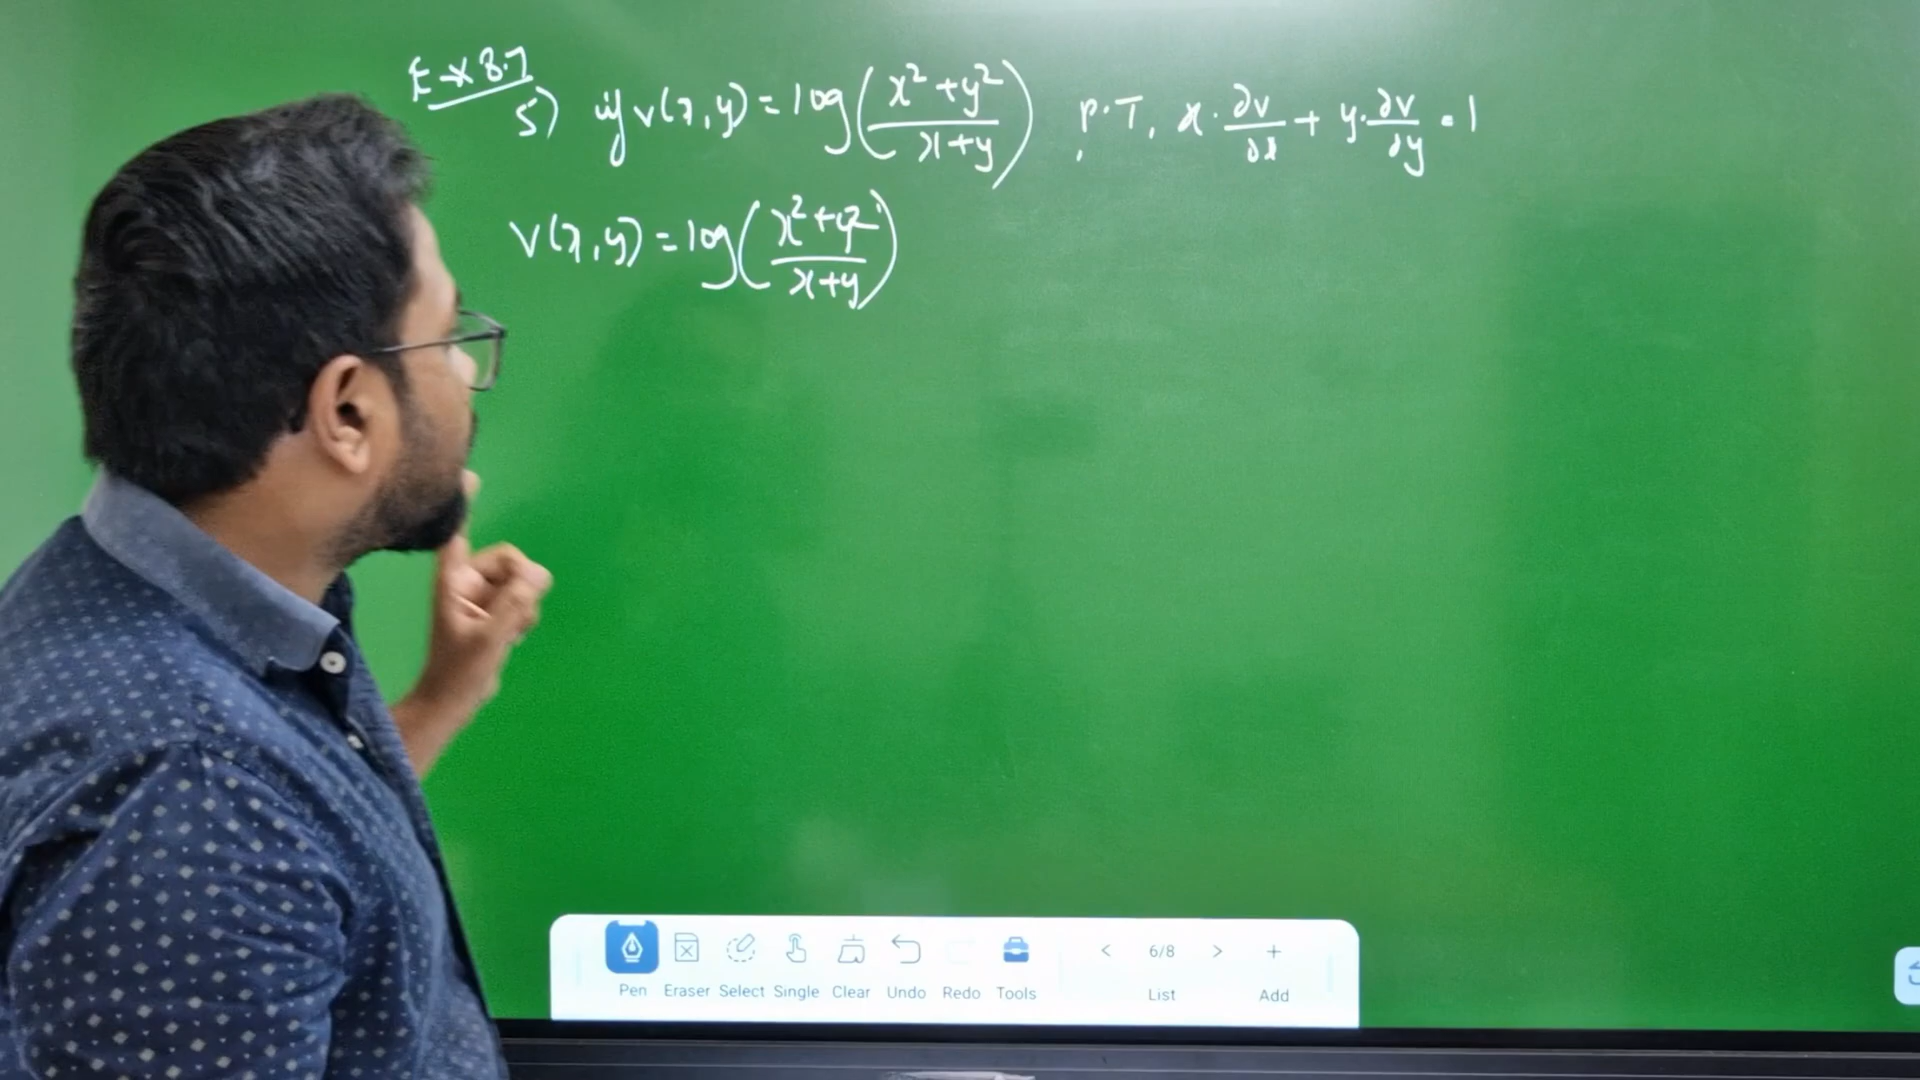 Ex 8.7
5) if v(x,y) = log((x²+y²)/(x+y)) P.T. x·∂v/∂x + y·∂v/∂y = 1
v(x,y) = log((x²+y²)/(x+y))
Pen Eraser Select Single Clear Undo Redo Tools < 6/8 List > + Add